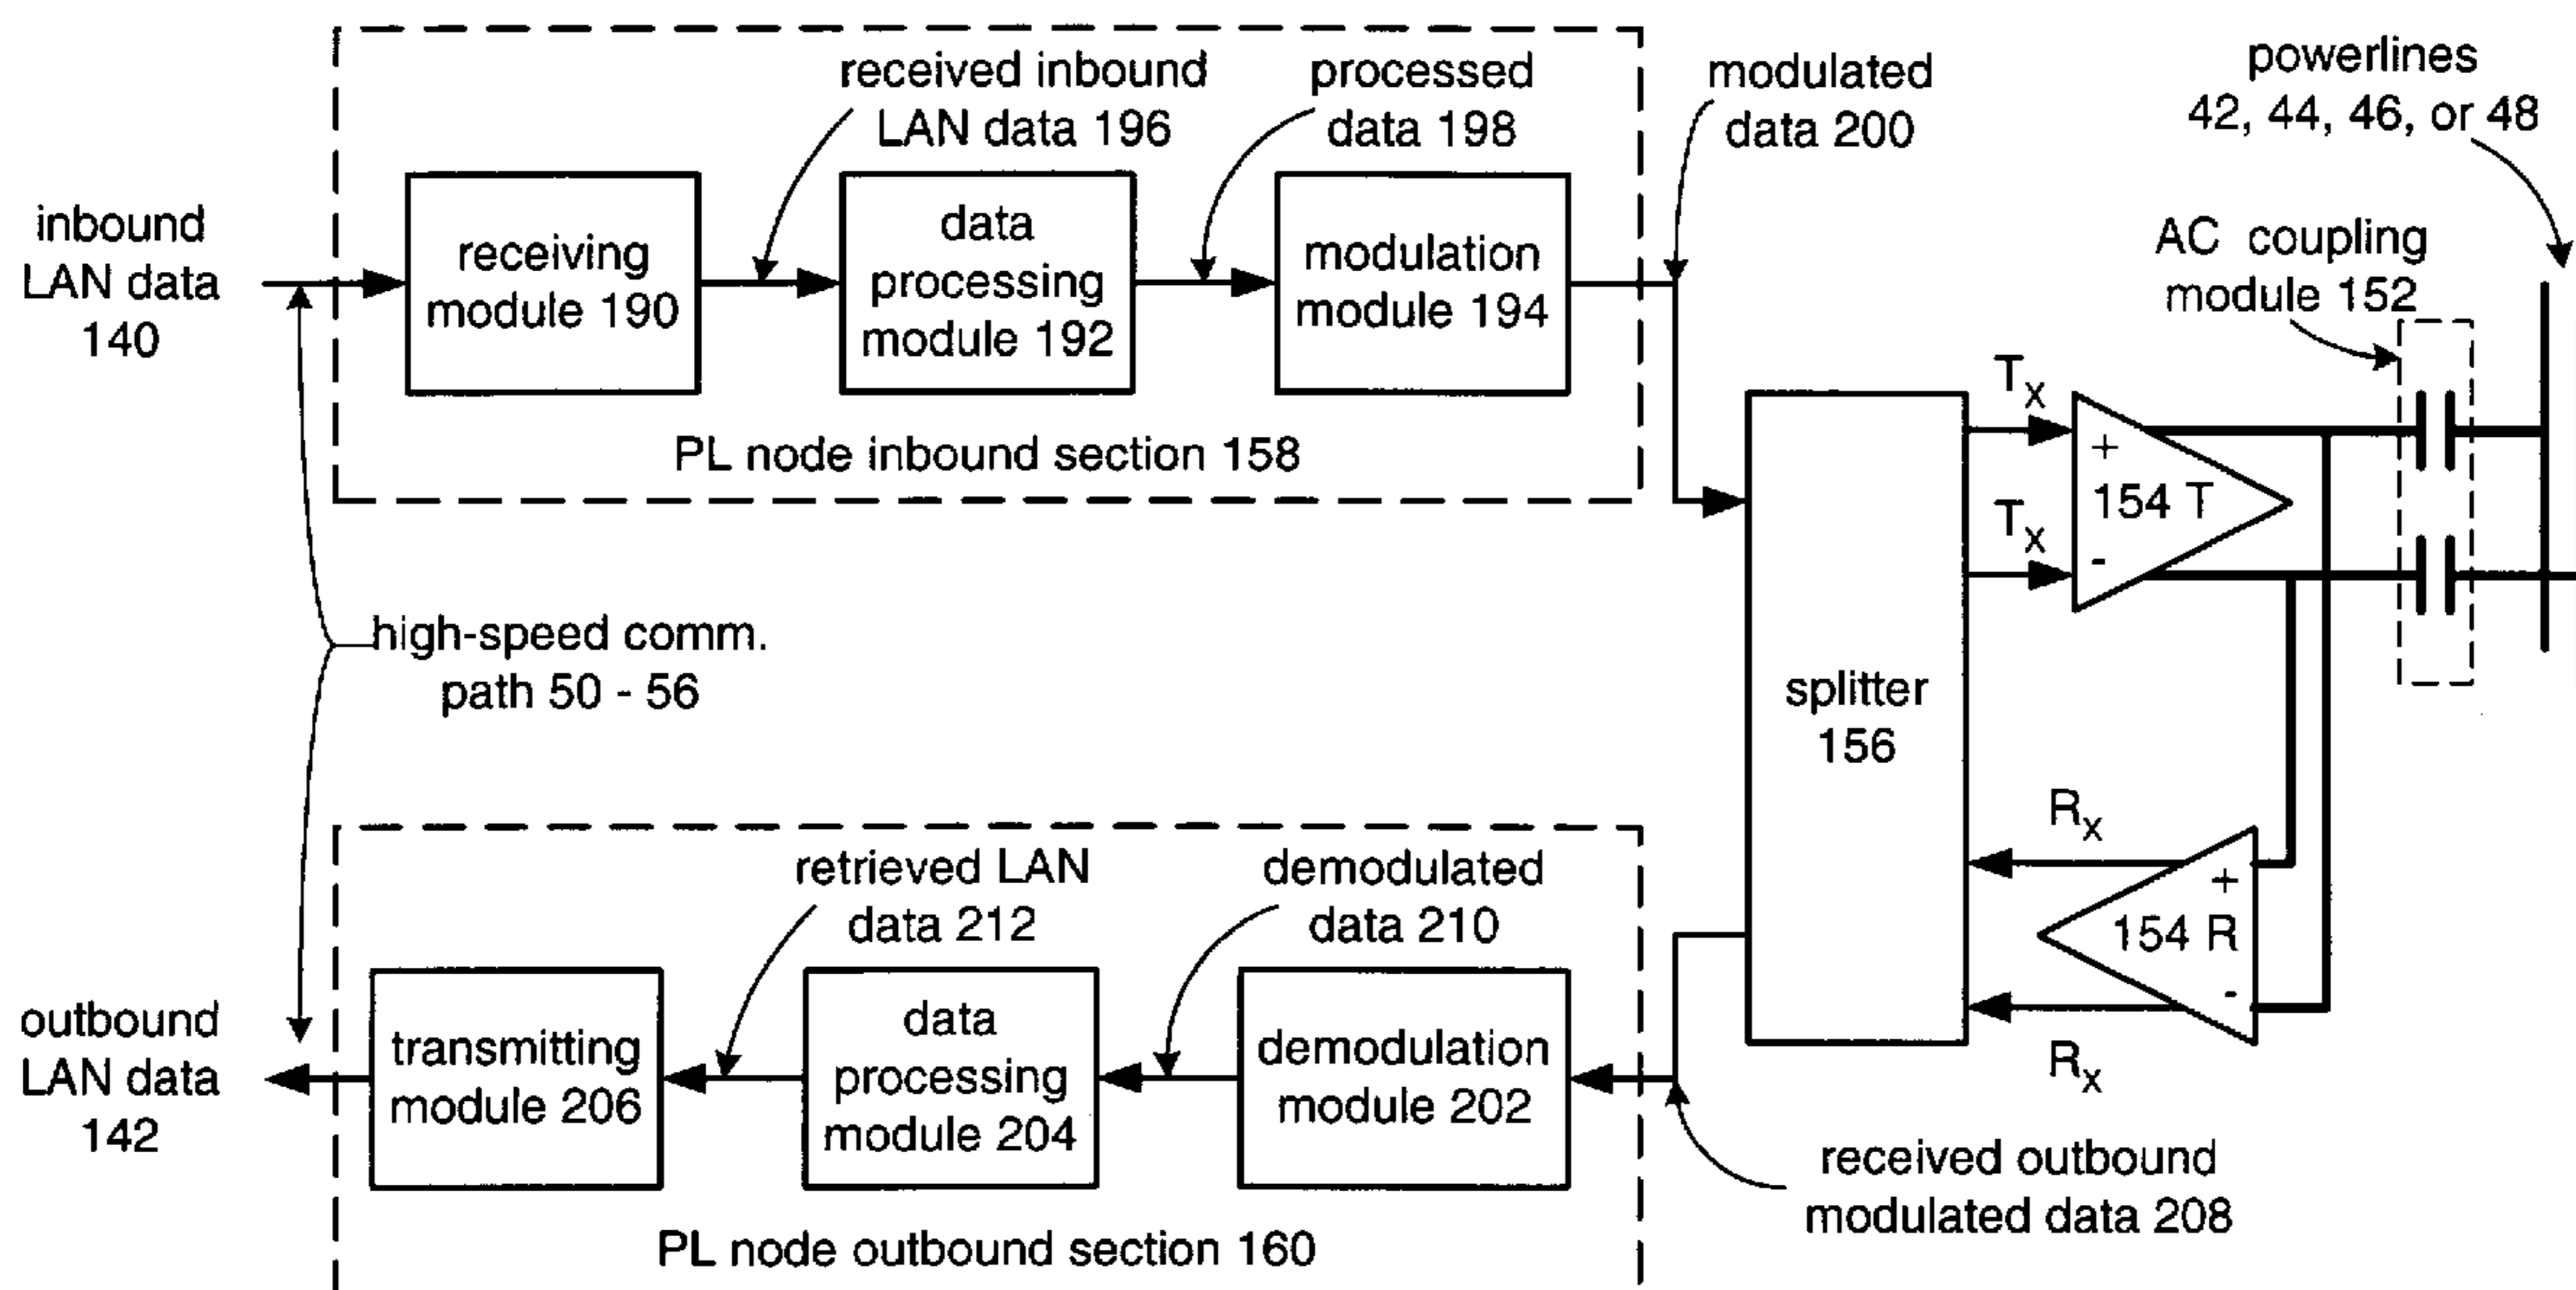 received inbound
LAN data 196
processed
data 198
modulated
data 200
powerlines
42, 44, 46, or 48
inbound
LAN data
140
receiving
module 190
data
processing
module 192
modulation
module 194
AC coupling
module 152
PL node inbound section 158
Tx
+
154 T
Tx
-
high-speed comm.
path 50 - 56
splitter
156
retrieved LAN
data 212
demodulated
data 210
Rx
+
154 R
-
Rx
outbound
LAN data
142
transmitting
module 206
data
processing
module 204
demodulation
module 202
received outbound
modulated data 208
PL node outbound section 160